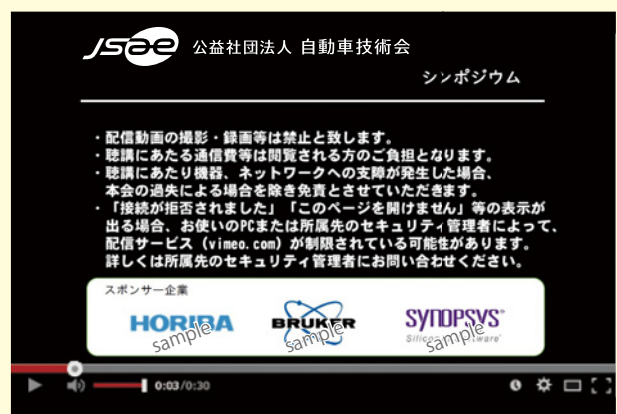 JSAE 公益社団法人 自動車技術会
シンポジウム
・配信動画の撮影・録画等は禁止と致します。
・聴講にあたる通信費等は閲覧される方のご負担となります。
・聴講にあたり機器、ネットワークへの支障が発生した場合、
本会の過失による場合を除き免責とさせていただきます。
・「接続が拒否されました」「このページを開けません」等の表示が
出る場合、お使いのPCまたは所属先のセキュリティ管理者によって、
配信サービス（vimeo.com）が制限されている可能性があります。
詳しくは所属先のセキュリティ管理者にお問い合わせください。
スポンサー企業
HORIBA BRUKER SYNOPSYS
Silicon Software
sample sample sample
0:03/0:30